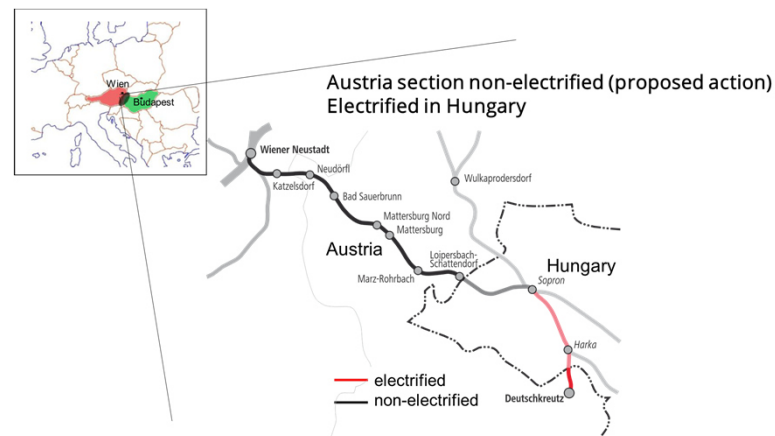 Wien
Budapest
Austria section non-electrified (proposed action)
Electrified in Hungary
Wiener Neustadt
Neudörfl
Katzelsdorf
Bad Sauerbrunn
Wulkaprodersdorf
Mattersburg Nord
Mattersburg
Austria
Loipersbach-
Schattendorf
Marz-Rohrbach
Hungary
Sopron
Harka
electrified
non-electrified
Deutschkreutz